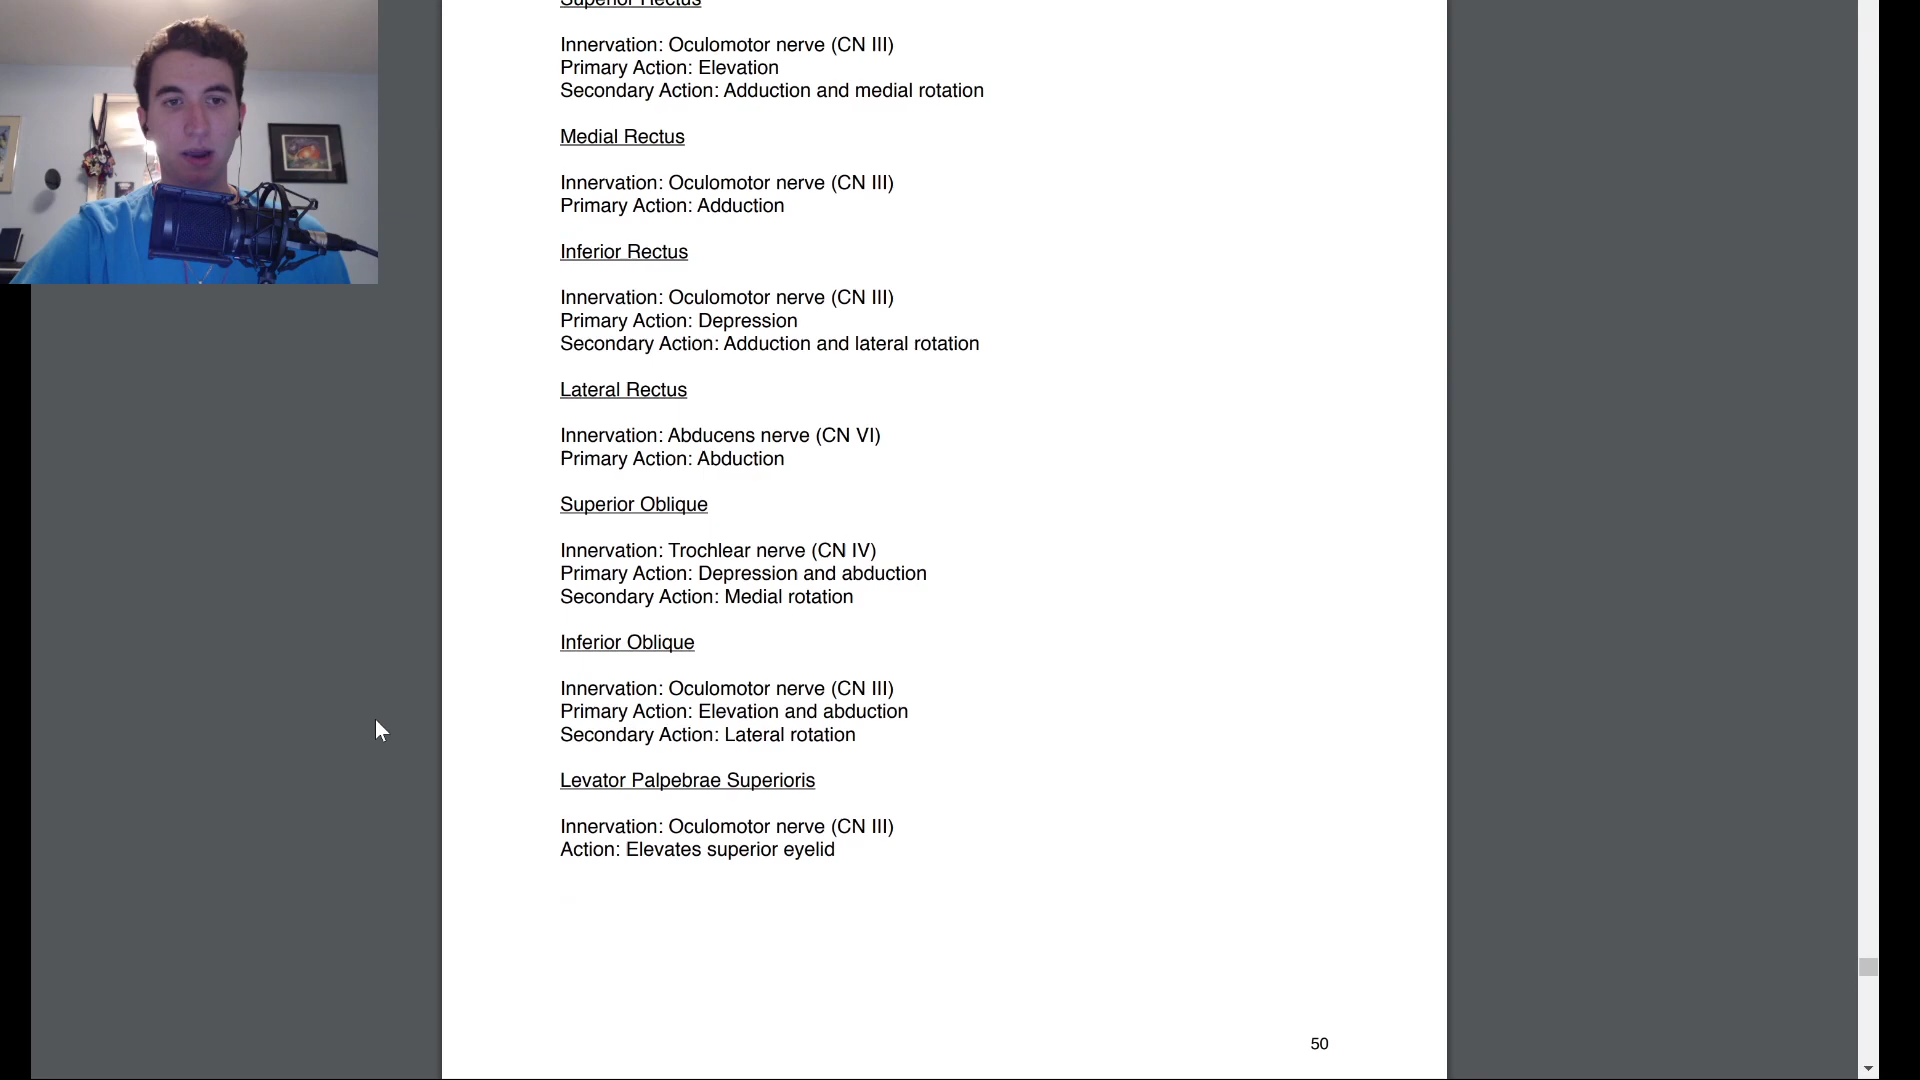 Superior Rectus
Innervation: Oculomotor nerve (CN III)
Primary Action: Elevation
Secondary Action: Adduction and medial rotation
Medial Rectus
Innervation: Oculomotor nerve (CN III)
Primary Action: Adduction
Inferior Rectus
Innervation: Oculomotor nerve (CN III)
Primary Action: Depression
Secondary Action: Adduction and lateral rotation
Lateral Rectus
Innervation: Abducens nerve (CN VI)
Primary Action: Abduction
Superior Oblique
Innervation: Trochlear nerve (CN IV)
Primary Action: Depression and abduction
Secondary Action: Medial rotation
Inferior Oblique
Innervation: Oculomotor nerve (CN III)
Primary Action: Elevation and abduction
Secondary Action: Lateral rotation
Levator Palpebrae Superioris
Innervation: Oculomotor nerve (CN III)
Action: Elevates superior eyelid
50